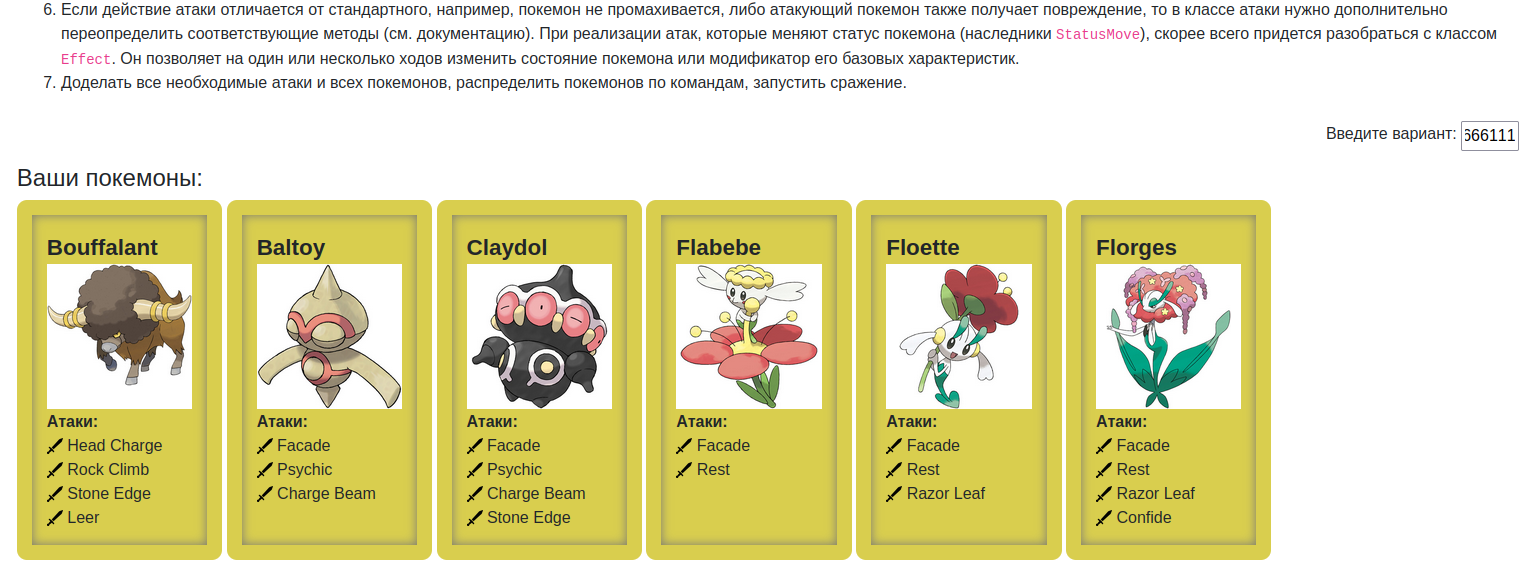 6. Если действие атаки отличается от стандартного, например, покемон не промахивается, либо атакующий покемон также получает повреждение, то в классе атаки нужно дополнительно
переопределить соответствующие методы (см. документацию). При реализации атак, которые меняют статус покемона (наследники StatusMove), скорее всего придется разобраться с классом
Effect. Он позволяет на один или несколько ходов изменить состояние покемона или модификатор его базовых характеристик.
7. Доделать все необходимые атаки и всех покемонов, распределить покемонов по командам, запустить сражение.
Введите вариант: 666111
Ваши покемоны:
Bouffalant
Атаки:
Head Charge
Rock Climb
Stone Edge
Leer
Baltoy
Атаки:
Facade
Psychic
Charge Beam
Claydol
Атаки:
Facade
Psychic
Charge Beam
Stone Edge
Flabebe
Атаки:
Facade
Rest
Floette
Атаки:
Facade
Rest
Razor Leaf
Florges
Атаки:
Facade
Rest
Razor Leaf
Confide